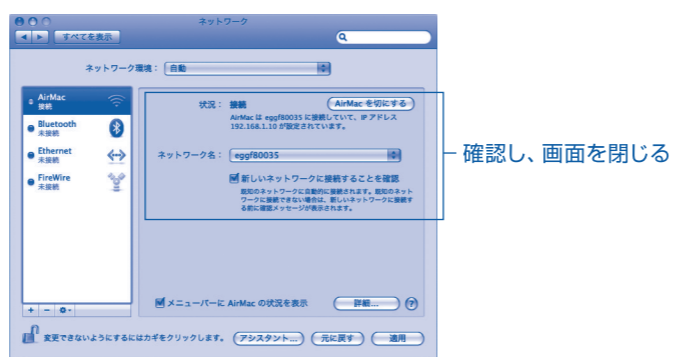 ネットワーク
すべてを表示
ネットワーク環境： 自動
AirMac
接続
Bluetooth
未接続
Ethernet
未接続
FireWire
未接続
状況： 接続
AirMac を切にする
AirMac は eggf80035 に接続していて、IP アドレス
192.168.1.10 が設定されています。
ネットワーク名： eggf80035
新しいネットワークに接続することを確認
既知のネットワークに自動的に接続されます。既知のネット
ワークに接続できない場合は、新しいネットワークに接続す
る前に確認メッセージが表示されます。
確認し、画面を閉じる
メニューバーに AirMac の状況を表示
詳細...
?
変更できないようにするにはカギをクリックします。
アシスタント...
元に戻す
適用